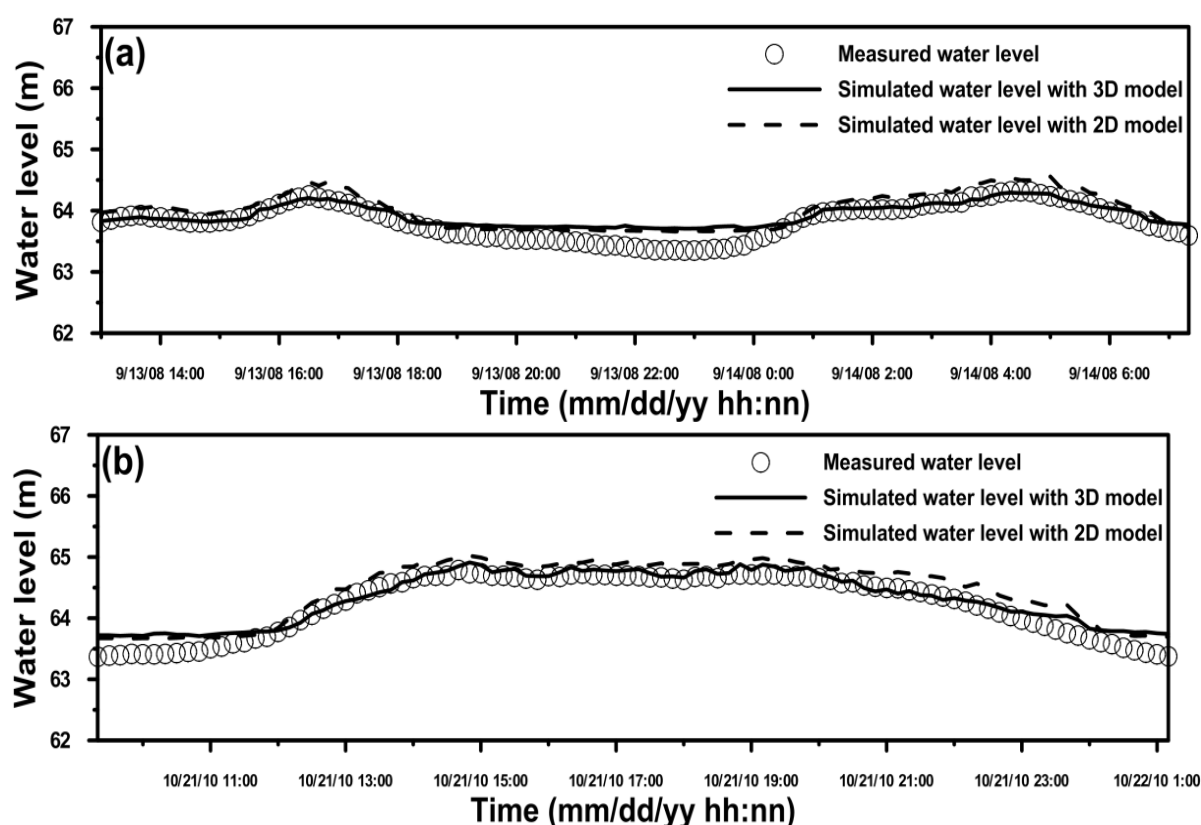 67
(a)
Measured water level
66
Simulated water level with 3D model
Simulated water level with 2D model
65
64
63
62
Water level (m)
9/13/08 14:00 9/13/08 16:00 9/13/08 18:00 9/13/08 20:00 9/13/08 22:00 9/14/08 0:00 9/14/08 2:00 9/14/08 4:00 9/14/08 6:00
Time (mm/dd/yy hh:nn)
67
(b)
Measured water level
66
Simulated water level with 3D model
Simulated water level with 2D model
65
64
63
62
Water level (m)
10/21/10 11:00 10/21/10 13:00 10/21/10 15:00 10/21/10 17:00 10/21/10 19:00 10/21/10 21:00 10/21/10 23:00 10/22/10 1:00
Time (mm/dd/yy hh:nn)